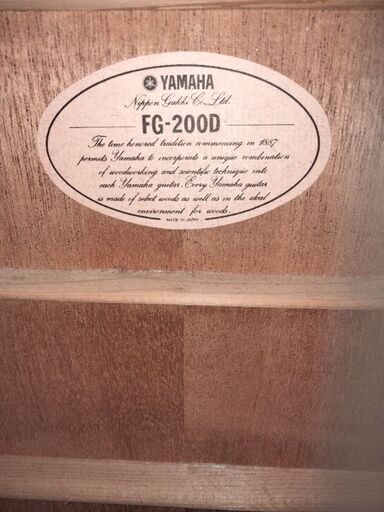 YAMAHA
Nippon Gakki Co., Ltd.
FG-200D
The time honored tradition commencing in 1887
permits Yamaha to incorporate a unique combination
of woodworking and scientific technique into
each Yamaha guitar. Every Yamaha guitar
is made of select woods as well as in the ideal
environment for woods.
MADE IN JAPAN